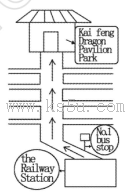 Kai feng
Dragon
Pavilion
Park
No.1
bus
stop
the
Railway
Station